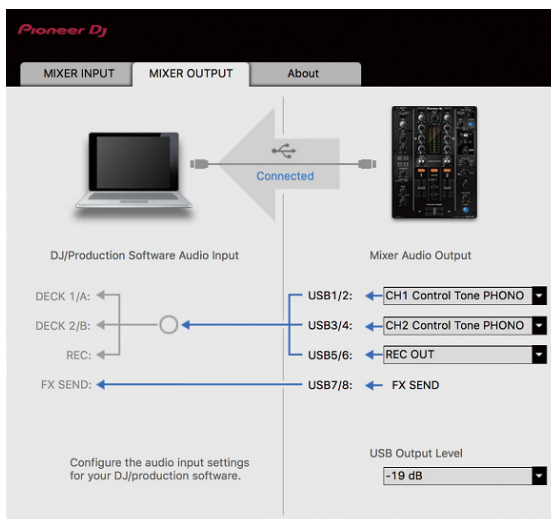 Pioneer Dj
MIXER INPUT
MIXER OUTPUT
About
Connected
DJ/Production Software Audio Input
Mixer Audio Output
DECK 1/A:
USB1/2:
CH1 Control Tone PHONO
DECK 2/B:
USB3/4:
CH2 Control Tone PHONO
REC:
USB5/6:
REC OUT
FX SEND:
USB7/8:
FX SEND
Configure the audio input settings
for your DJ/production software.
USB Output Level
-19 dB